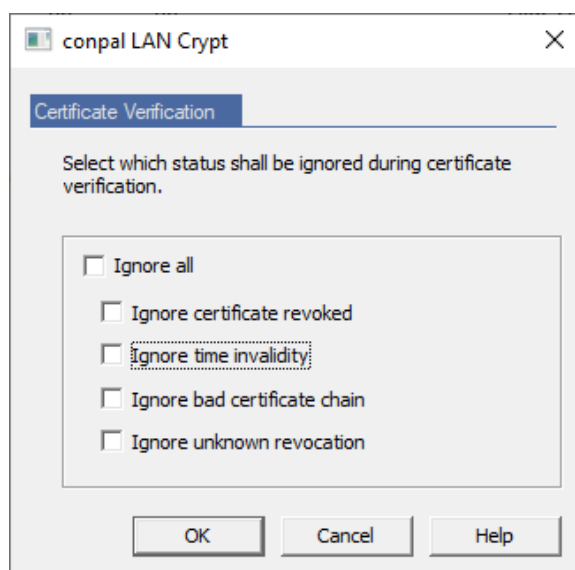 conpal LAN Crypt
Certificate Verification
Select which status shall be ignored during certificate
verification.
Ignore all
Ignore certificate revoked
Ignore time invalidity
Ignore bad certificate chain
Ignore unknown revocation
OK Cancel Help